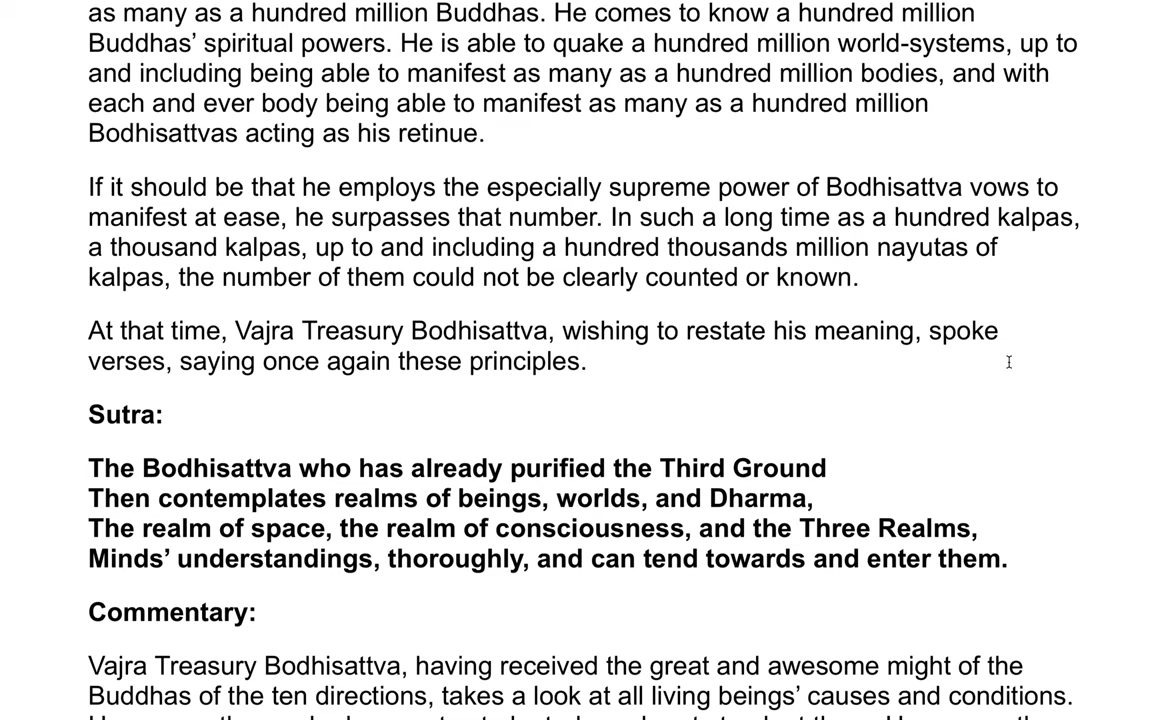 as many as a hundred million Buddhas. He comes to know a hundred million
Buddhas’ spiritual powers. He is able to quake a hundred million world-systems, up to
and including being able to manifest as many as a hundred million bodies, and with
each and ever body being able to manifest as many as a hundred million
Bodhisattvas acting as his retinue.
If it should be that he employs the especially supreme power of Bodhisattva vows to
manifest at ease, he surpasses that number. In such a long time as a hundred kalpas,
a thousand kalpas, up to and including a hundred thousands million nayutas of
kalpas, the number of them could not be clearly counted or known.
At that time, Vajra Treasury Bodhisattva, wishing to restate his meaning, spoke
verses, saying once again these principles.
Sutra:
The Bodhisattva who has already purified the Third Ground
Then contemplates realms of beings, worlds, and Dharma,
The realm of space, the realm of consciousness, and the Three Realms,
Minds’ understandings, thoroughly, and can tend towards and enter them.
Commentary:
Vajra Treasury Bodhisattva, having received the great and awesome might of the
Buddhas of the ten directions, takes a look at all living beings’ causes and conditions.